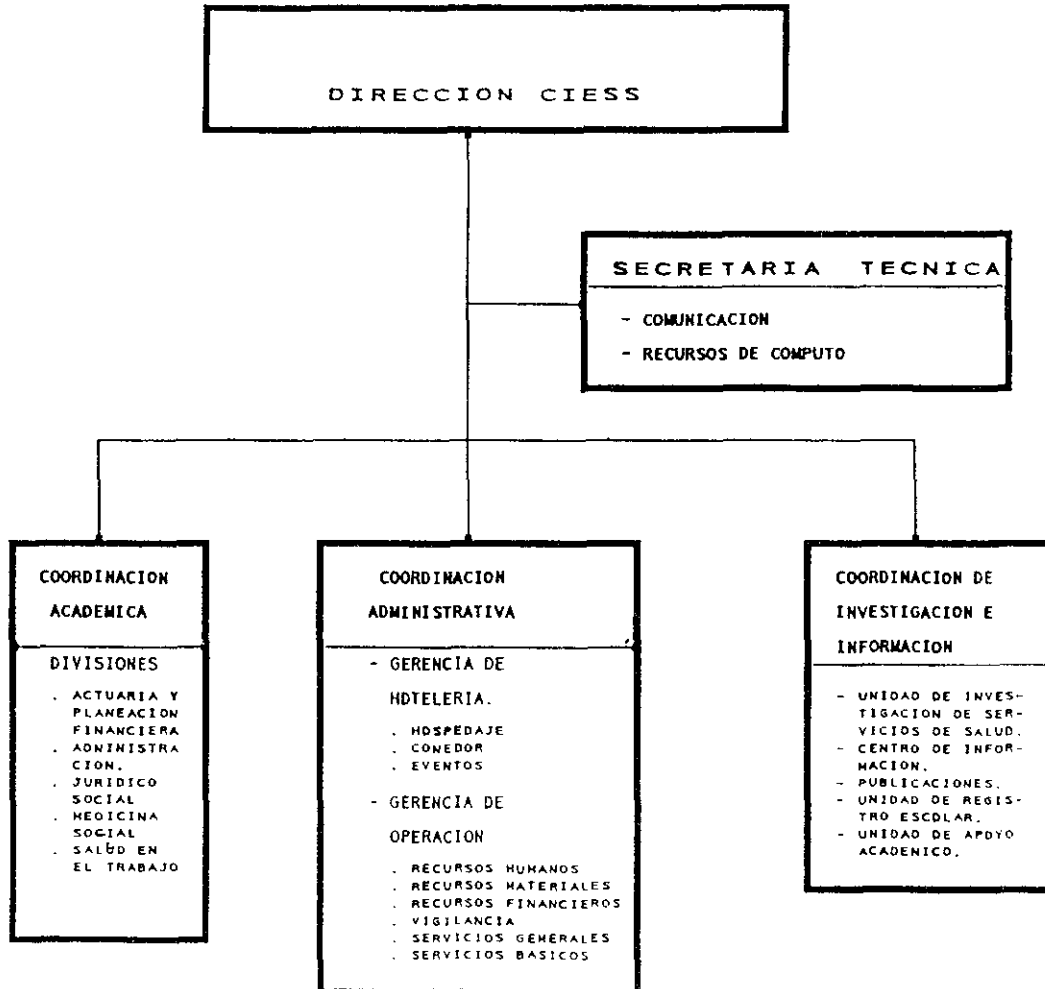 DIRECCION CIESS
SECRETARIA TECNICA
- COMUNICACION
- RECURSOS DE COMPUTO
COORDINACION
ACADEMICA
DIVISIONES
. ACTUARIA Y
PLANEACION
FINANCIERA
. ADMINISTRA
CION.
. JURIDICO
SOCIAL
. MEDICINA
SOCIAL
. SALUD EN
EL TRABAJO
COORDINACION
ADMINISTRATIVA
- GERENCIA DE
HOTELERIA.
. HOSPEDAJE
. COMEDOR
. EVENTOS
- GERENCIA DE
OPERACION
. RECURSOS HUMANOS
. RECURSOS MATERIALES
. RECURSOS FINANCIEROS
. VIGILANCIA
. SERVICIOS GENERALES
. SERVICIOS BASICOS
COORDINACION DE
INVESTIGACION E
INFORMACION
- UNIDAD DE INVES-
TIGACION DE SER-
VICIOS DE SALUD.
- CENTRO DE INFOR-
MACION.
- PUBLICACIONES.
- UNIDAD DE REGIS-
TRO ESCOLAR.
- UNIDAD DE APOYO
ACADEMICO.